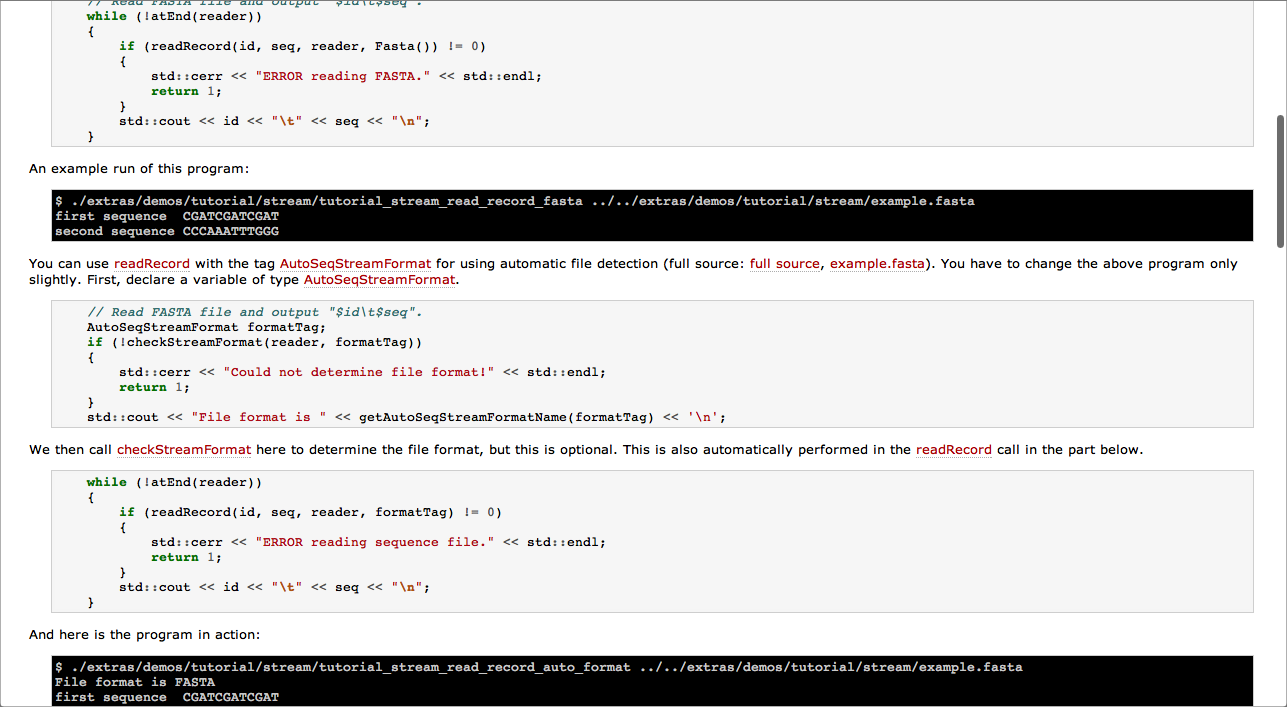 // Read FASTA file and output "$id\t$seq".
while (!atEnd(reader))
{
if (readRecord(id, seq, reader, Fasta()) != 0)
{
std::cerr << "ERROR reading FASTA." << std::endl;
return 1;
}
std::cout << id << "\t" << seq << "\n";
}
An example run of this program:
$ ./extras/demos/tutorial/stream/tutorial_stream_read_record_fasta ../../extras/demos/tutorial/stream/example.fasta
first sequence  CGATCGATCGAT
second sequence CCCAAATTTGGG
You can use readRecord with the tag AutoSeqStreamFormat for using automatic file detection (full source: full source, example.fasta). You have to change the above program only
slightly. First, declare a variable of type AutoSeqStreamFormat.
// Read FASTA file and output "$id\t$seq".
AutoSeqStreamFormat formatTag;
if (!checkStreamFormat(reader, formatTag))
{
std::cerr << "Could not determine file format!" << std::endl;
return 1;
}
std::cout << "File format is " << getAutoSeqStreamFormatName(formatTag) << '\n';
We then call checkStreamFormat here to determine the file format, but this is optional. This is also automatically performed in the readRecord call in the part below.
while (!atEnd(reader))
{
if (readRecord(id, seq, reader, formatTag) != 0)
{
std::cerr << "ERROR reading sequence file." << std::endl;
return 1;
}
std::cout << id << "\t" << seq << "\n";
}
And here is the program in action:
$ ./extras/demos/tutorial/stream/tutorial_stream_read_record_auto_format ../../extras/demos/tutorial/stream/example.fasta
File format is FASTA
first sequence  CGATCGATCGAT